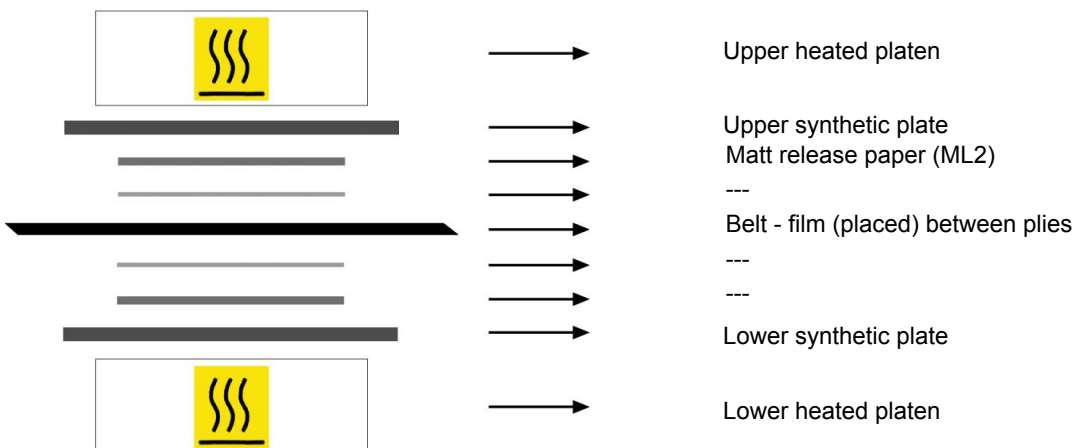 Upper heated platen
Upper synthetic plate
Matt release paper (ML2)
---
Belt - film (placed) between plies
---
---
Lower synthetic plate
Lower heated platen